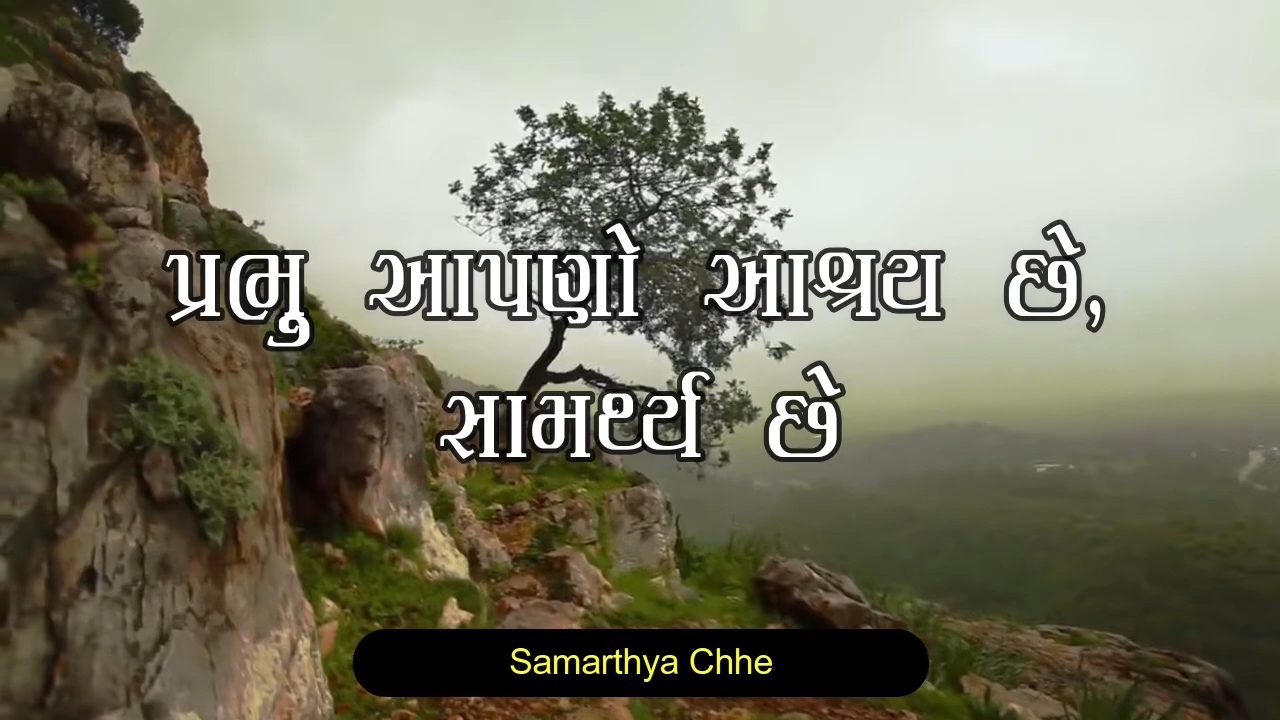 પ્રભુ આપણો આશ્રય છે,
સામર્થ્ય છે
Samarthya Chhe